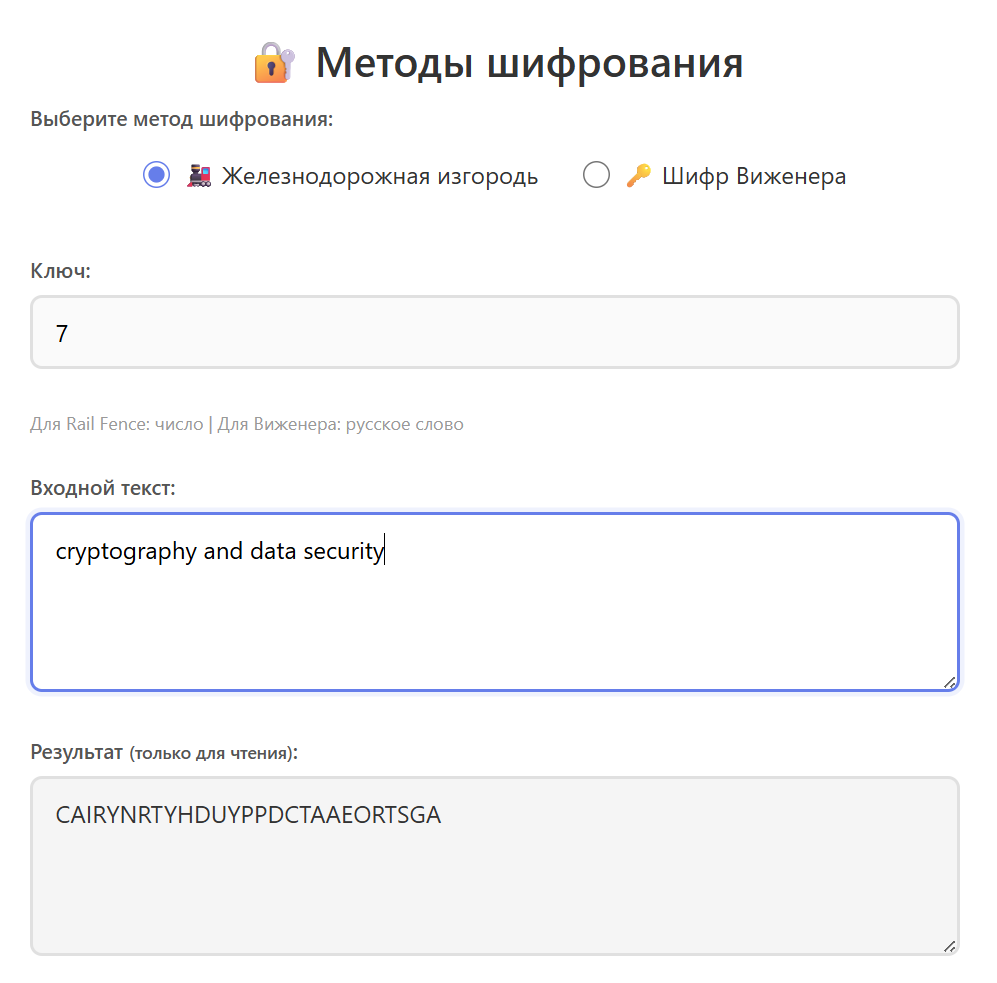 🔐 Методы шифрования
Выберите метод шифрования:
🚂 Железнодорожная изгородь
🔑 Шифр Виженера
Ключ:
7
Для Rail Fence: число | Для Виженера: русское слово
Входной текст:
cryptography and data security
Результат (только для чтения):
CAIRYNRTYHDUYPPDCTAAEORTSGA